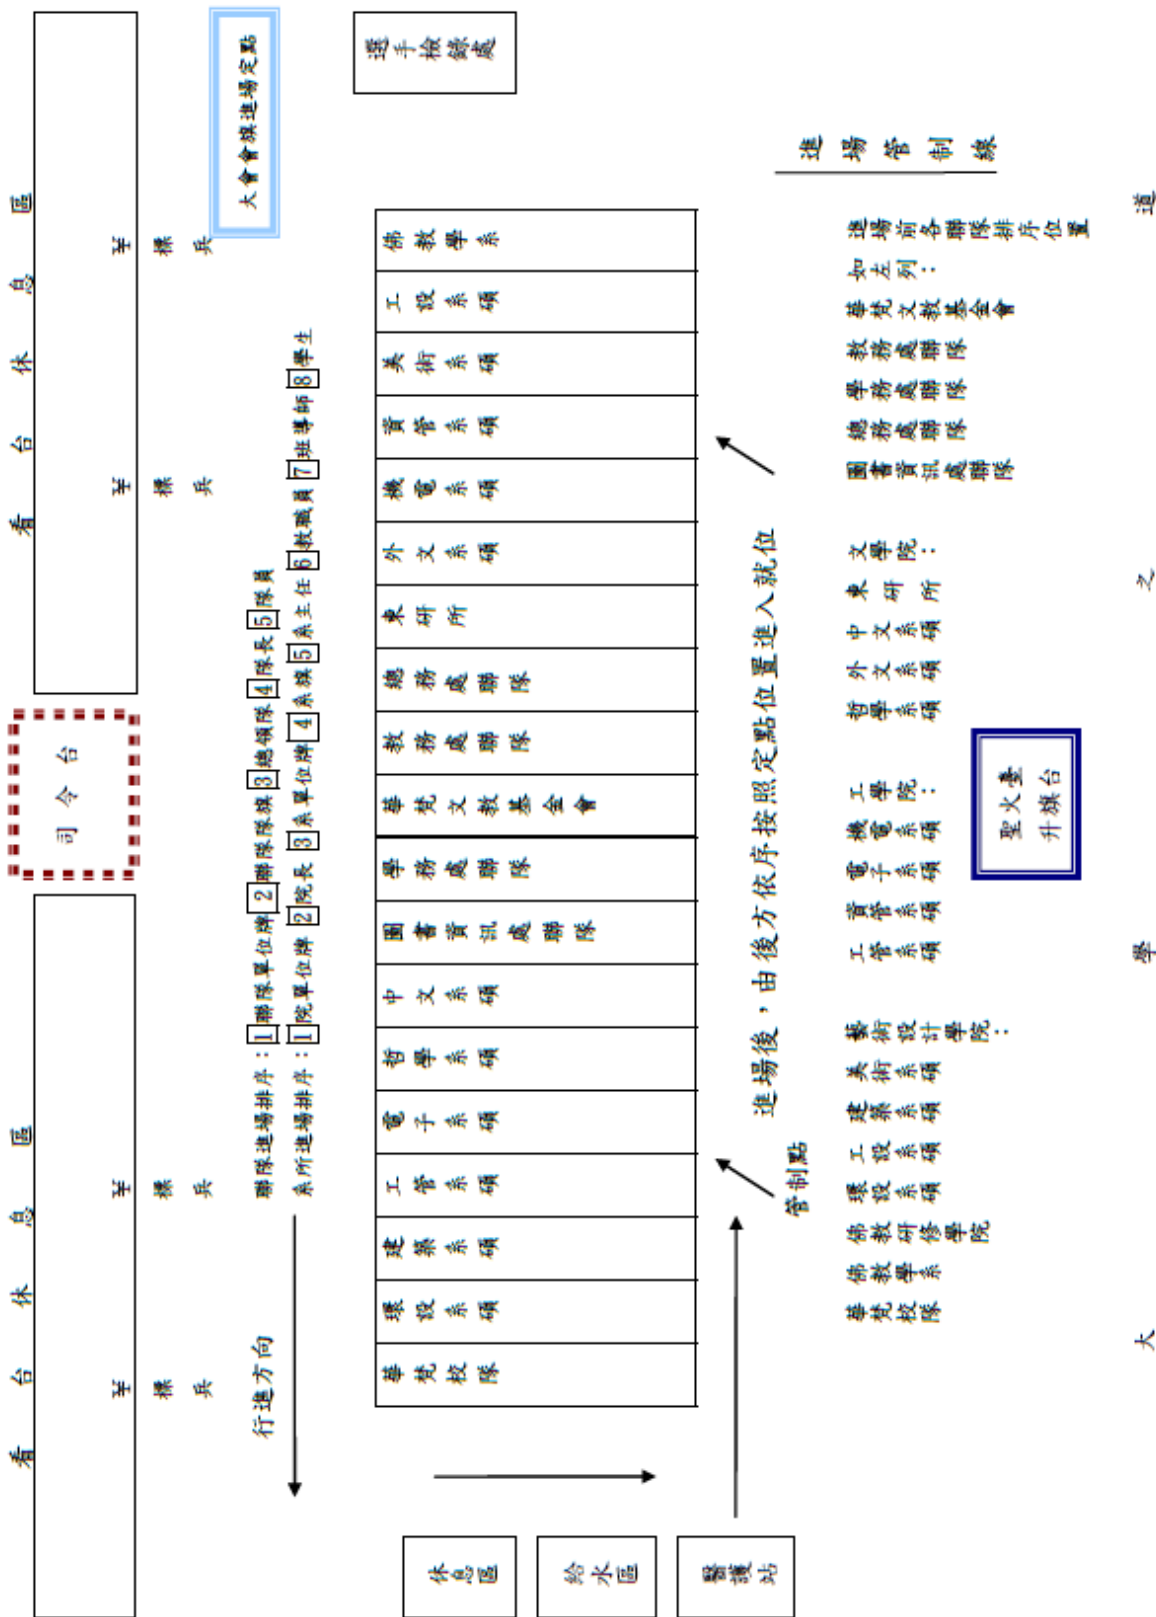 看台休息區
司令台
看台休息區
標兵
標兵
標兵
標兵
大會會旗進場定點
選手檢錄處
聯隊進場排序：1聯隊單位牌2聯隊隊旗3總領隊4隊長5隊員
系所進場排序：1院單位牌2院長3系單位牌4系旗5系主任6教職員7班導師8學生
行進方向
華梵校隊
環設系碩
建築系碩
工管系碩
電子系碩
哲學系碩
中文系碩
圖書資訊處聯隊
學務處聯隊
華梵文教基金會
教務處聯隊
總務處聯隊
東研所
外文系碩
機電系碩
資管系碩
美術系碩
工設系碩
佛教學系
休息區
給水區
醫護站
管制點
進場後，由後方依序按照定點位置進入就位
進場管制線
進場前各聯隊排序位置
如左列：
華梵文教基金會
教務處聯隊
學務處聯隊
總務處聯隊
圖書資訊處聯隊
文學院：
東研所
中文系碩
外文系碩
哲學系碩
工學院：
機電系碩
電子系碩
資管系碩
工管系碩
藝術設計學院：
美術系碩
建築系碩
工設系碩
環設系碩
佛教研修學院
佛教學系
華梵校隊
聖火臺
升旗台
大學之道